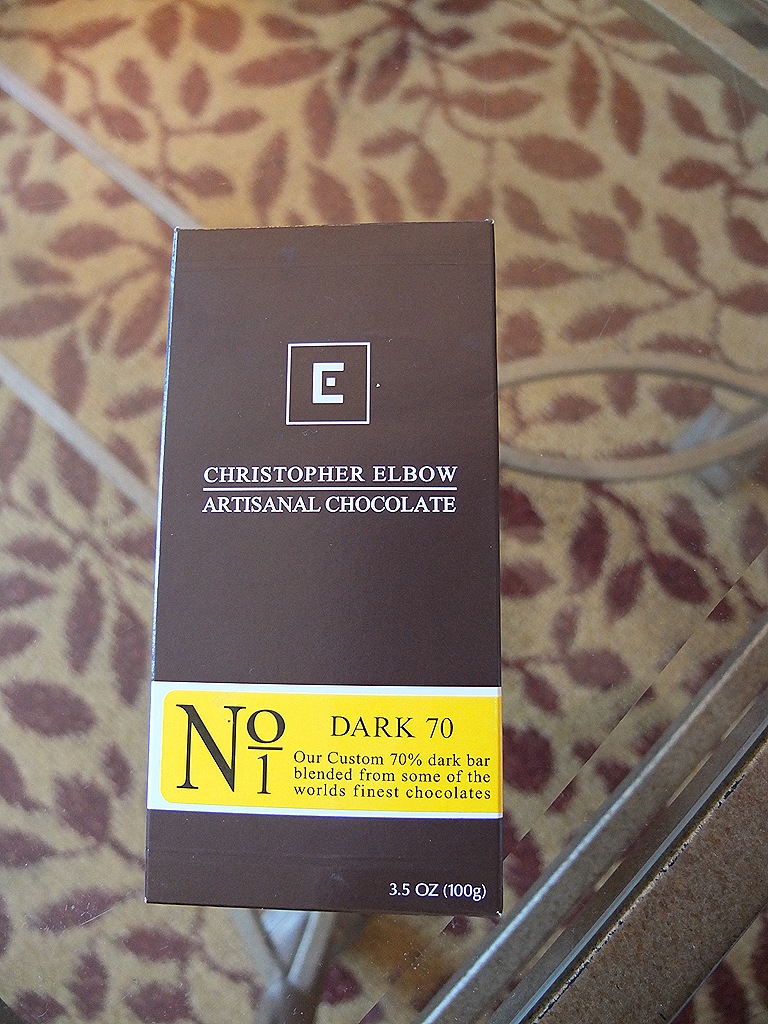 E
CHRISTOPHER ELBOW
ARTISANAL CHOCOLATE
No 1
DARK 70
Our Custom 70% dark bar
blended from some of the
worlds finest chocolates
3.5 OZ (100g)